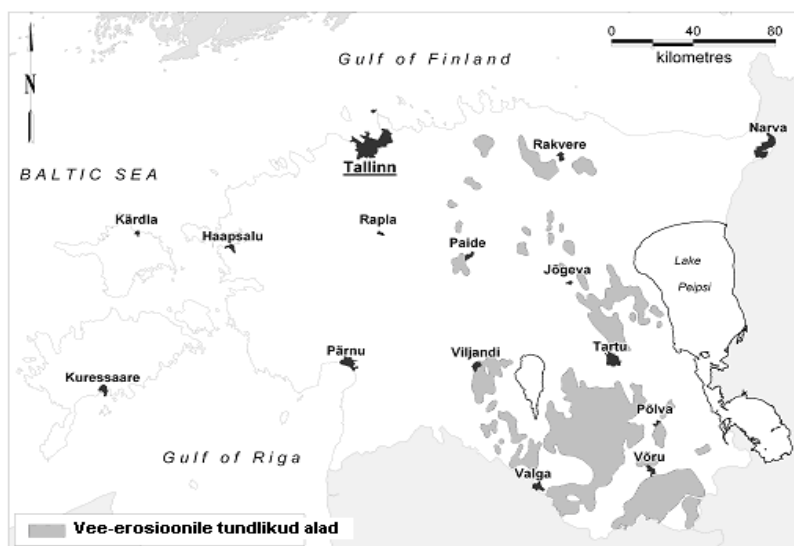 0 40 80
kilometres
Gulf of Finland
N
Narva
Rakvere
Tallinn
BALTIC SEA
Kärdla
Haapsalu
Rapla
Paide
Lake
Peipsi
Jõgeva
Pärnu
Viljandi
Tartu
Kuressaare
Põlva
Gulf of Riga
Võru
Valga
Vee-erosioonile tundlikud alad